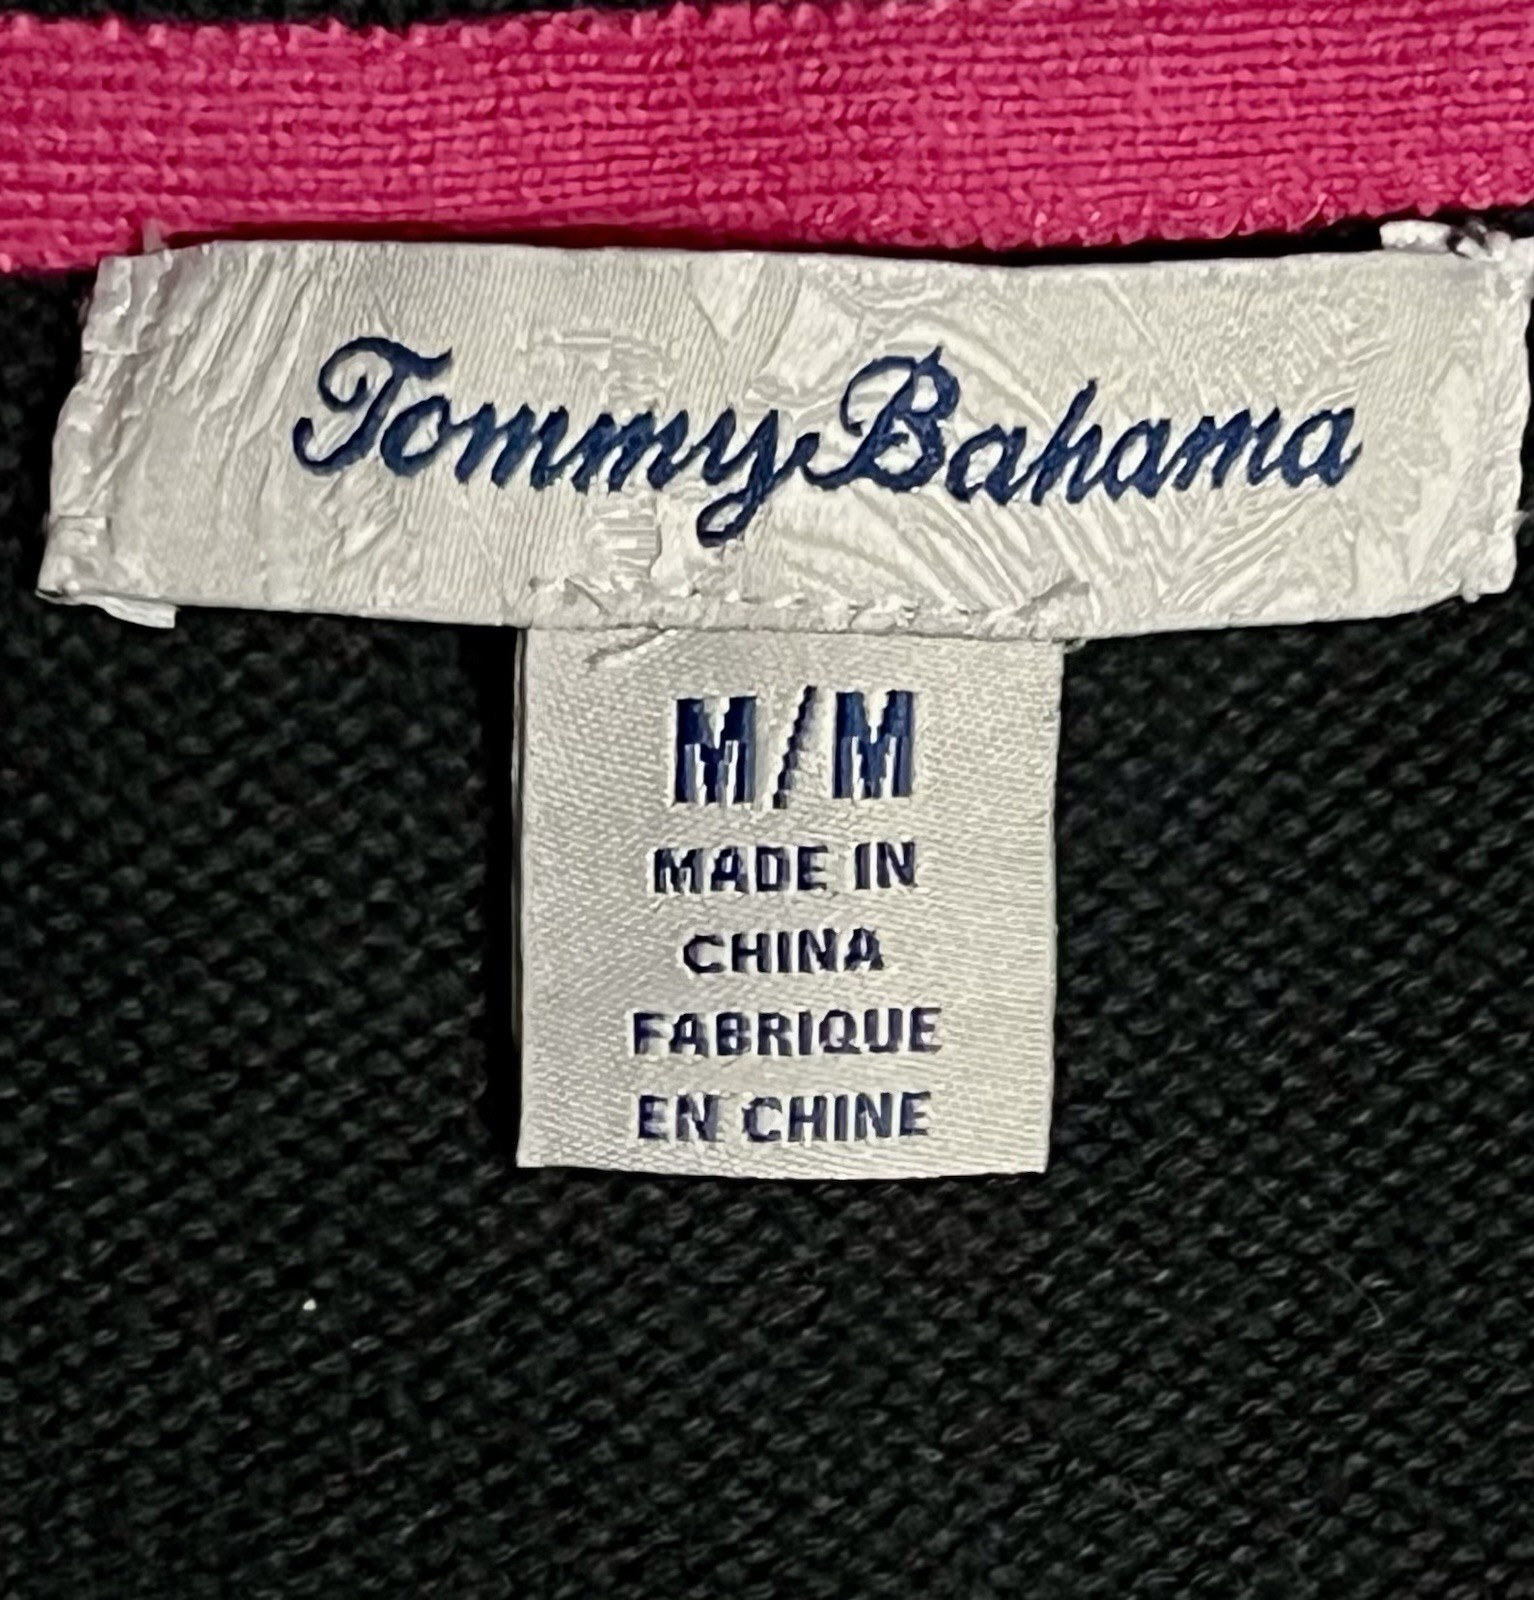 Tommy Bahama
M/M
MADE IN
CHINA
FABRIQUE
EN CHINE